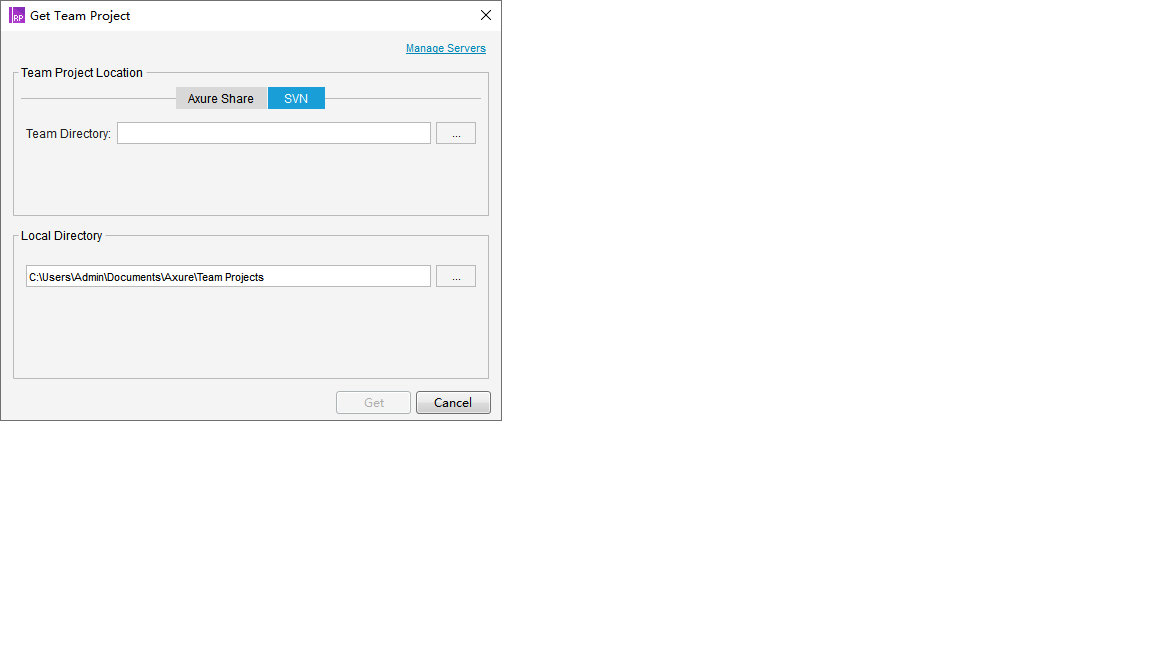 RP Get Team Project
Manage Servers
Team Project Location
Axure Share SVN
Team Directory: ...
Local Directory
C:\Users\Admin\Documents\Axure\Team Projects ...
Get Cancel